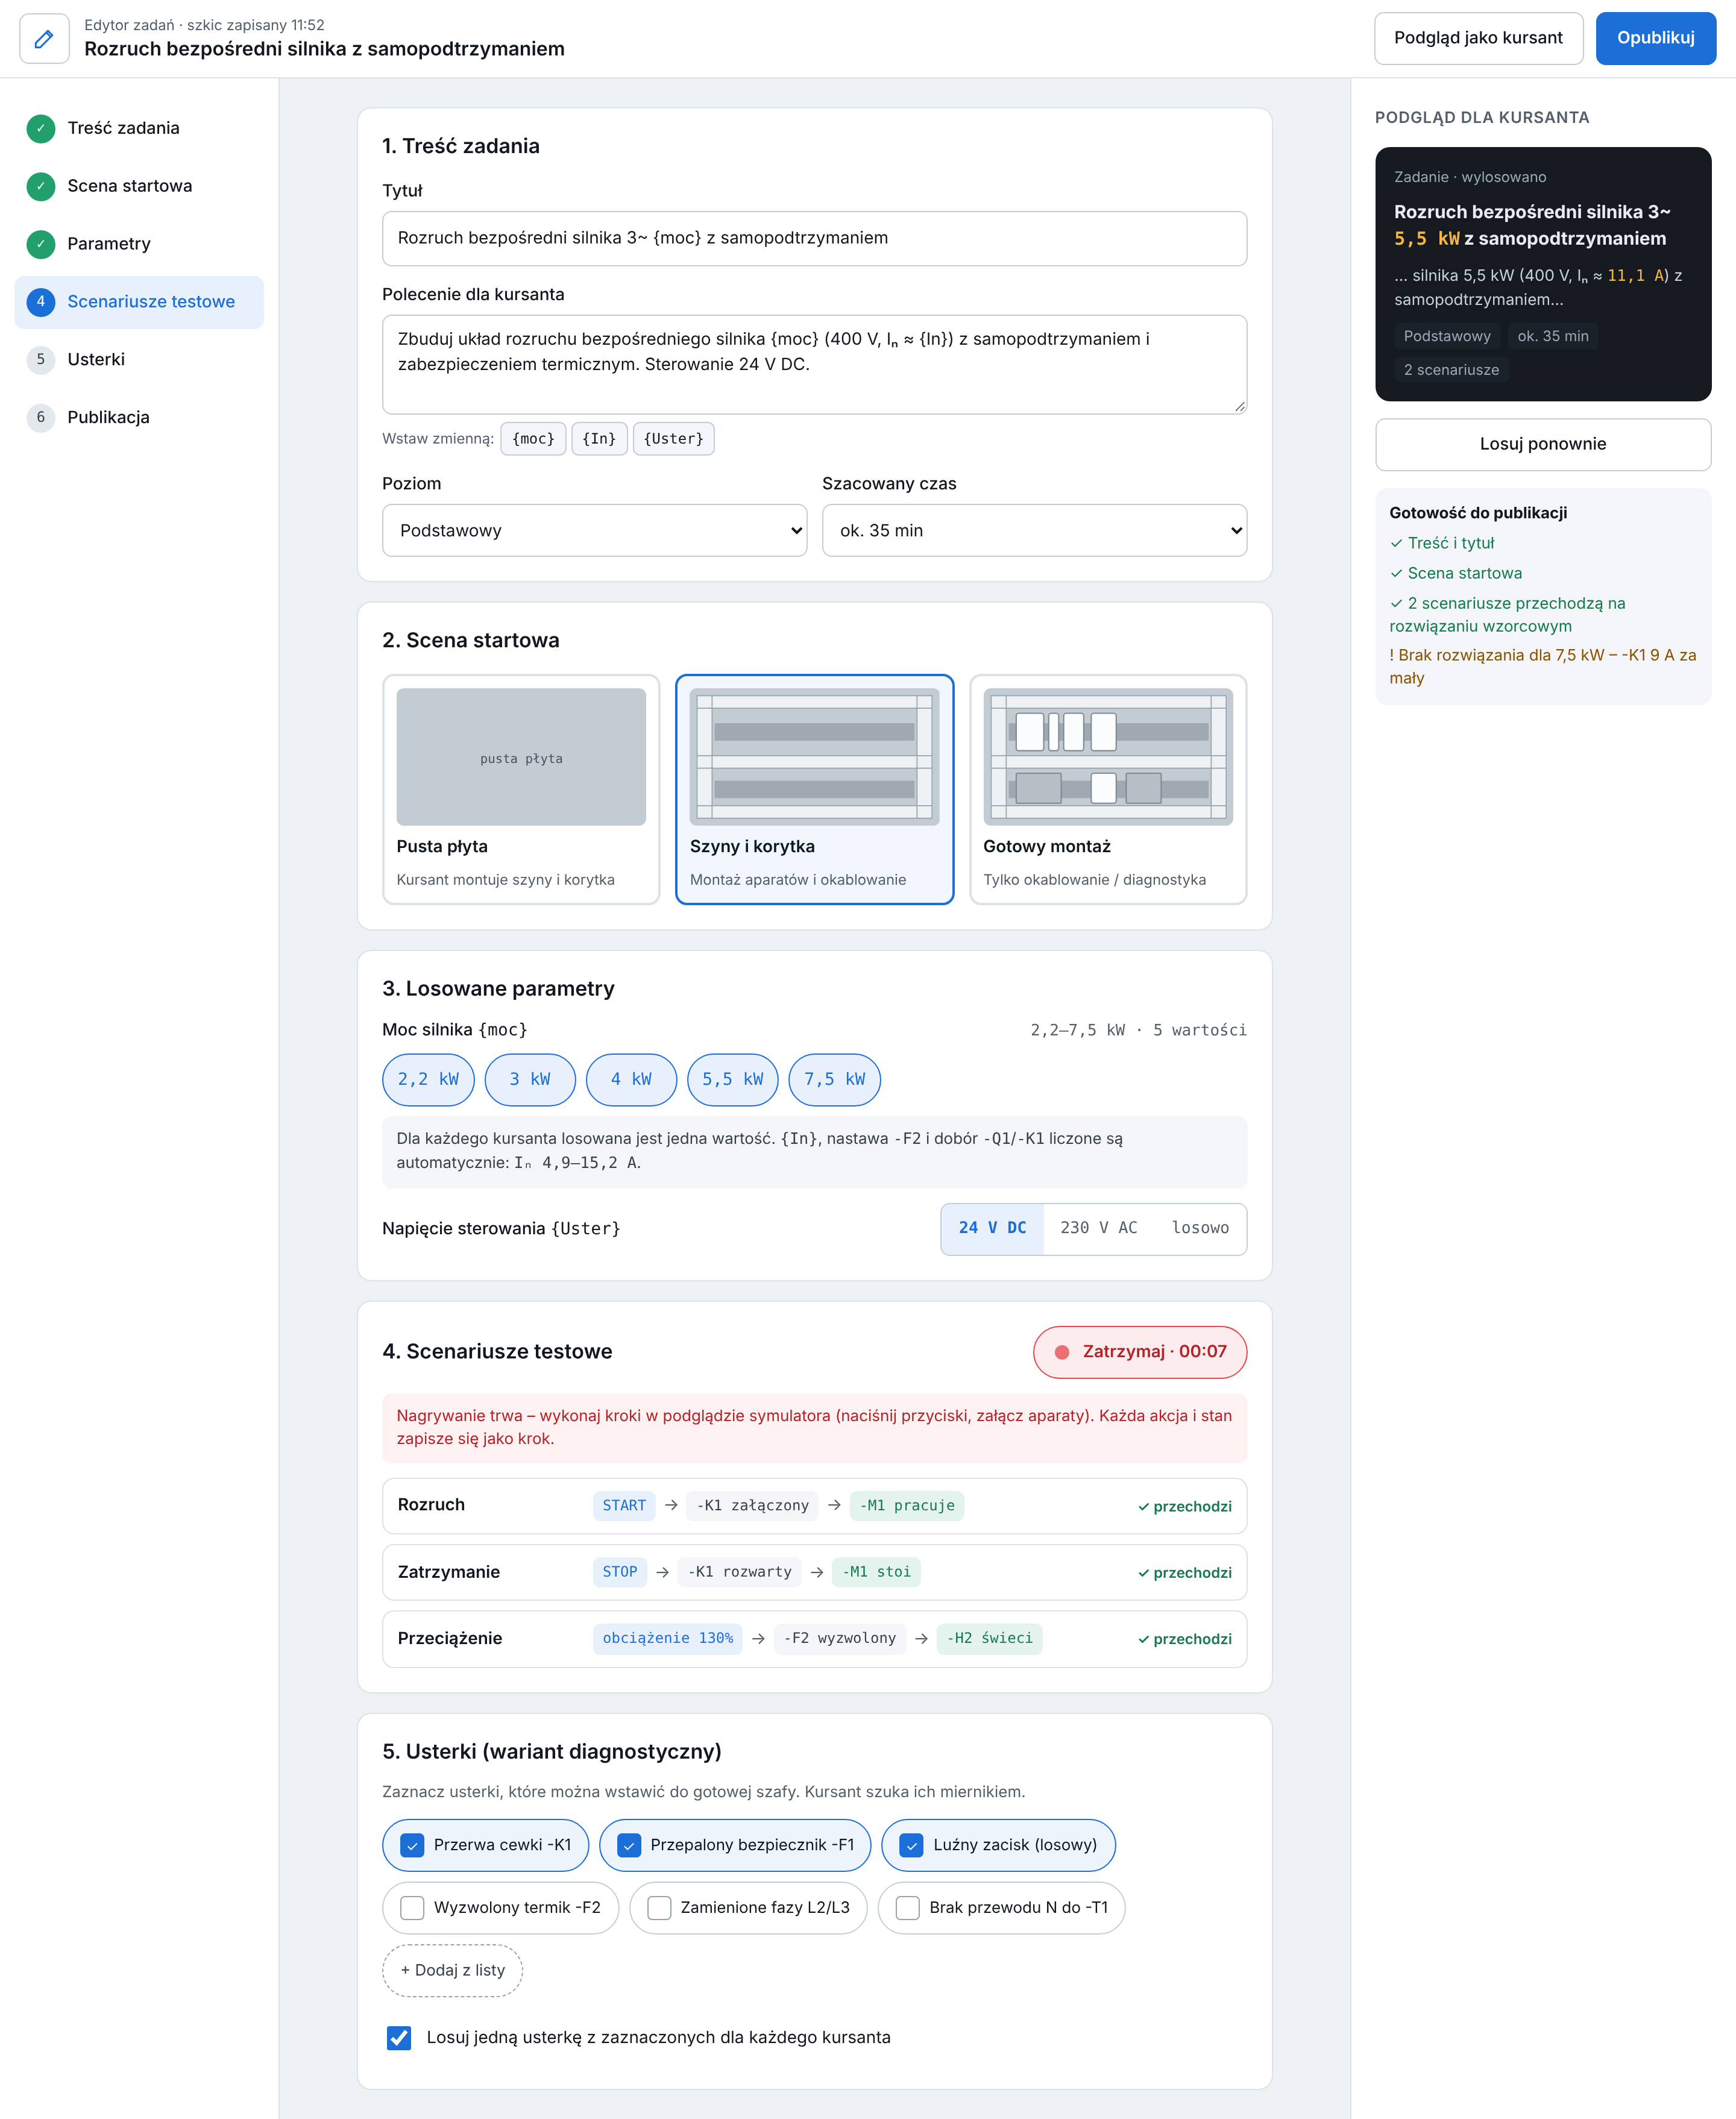 Edytor zadań · szkic zapisany 11:52
Rozruch bezpośredni silnika z samopodtrzymaniem
Podgląd jako kursant
Opublikuj
✓ Treść zadania
✓ Scena startowa
✓ Parametry
4 Scenariusze testowe
5 Usterki
6 Publikacja
1. Treść zadania
Tytuł
Rozruch bezpośredni silnika 3~ {moc} z samopodtrzymaniem
Polecenie dla kursanta
Zbuduj układ rozruchu bezpośredniego silnika {moc} (400 V, Iₙ ≈ {In}) z samopodtrzymaniem i
zabezpieczeniem termicznym. Sterowanie 24 V DC.
Wstaw zmienną: {moc} {In} {Uster}
Poziom
Szacowany czas
Podstawowy
ok. 35 min
2. Scena startowa
pusta płyta
Pusta płyta
Kursant montuje szyny i korytka
Szyny i korytka
Montaż aparatów i okablowanie
Gotowy montaż
Tylko okablowanie / diagnostyka
3. Losowane parametry
Moc silnika {moc}
2,2–7,5 kW · 5 wartości
2,2 kW 3 kW 4 kW 5,5 kW 7,5 kW
Dla każdego kursanta losowana jest jedna wartość. {In}, nastawa -F2 i dobór -Q1/-K1 liczone są
automatycznie: Iₙ 4,9–15,2 A.
Napięcie sterowania {Uster}
24 V DC 230 V AC losowo
4. Scenariusze testowe
Zatrzymaj · 00:07
Nagrywanie trwa – wykonaj kroki w podglądzie symulatora (naciśnij przyciski, załącz aparaty). Każda akcja i stan
zapisze się jako krok.
Rozruch START → -K1 załączony → -M1 pracuje ✓ przechodzi
Zatrzymanie STOP → -K1 rozwarty → -M1 stoi ✓ przechodzi
Przeciążenie obciążenie 130% → -F2 wyzwolony → -H2 świeci ✓ przechodzi
5. Usterki (wariant diagnostyczny)
Zaznacz usterki, które można wstawić do gotowej szafy. Kursant szuka ich miernikiem.
✓ Przerwa cewki -K1 ✓ Przepalony bezpiecznik -F1 ✓ Luźny zacisk (losowy)
Wyzwolony termik -F2 Zamienione fazy L2/L3 Brak przewodu N do -T1
+ Dodaj z listy
Losuj jedną usterkę z zaznaczonych dla każdego kursanta
PODGLĄD DLA KURSANTA
Zadanie · wylosowano
Rozruch bezpośredni silnika 3~
5,5 kW z samopodtrzymaniem
… silnika 5,5 kW (400 V, Iₙ ≈ 11,1 A) z
samopodtrzymaniem…
Podstawowy ok. 35 min
2 scenariusze
Losuj ponownie
Gotowość do publikacji
✓ Treść i tytuł
✓ Scena startowa
✓ 2 scenariusze przechodzą na
rozwiązaniu wzorcowym
! Brak rozwiązania dla 7,5 kW – -K1 9 A za
mały